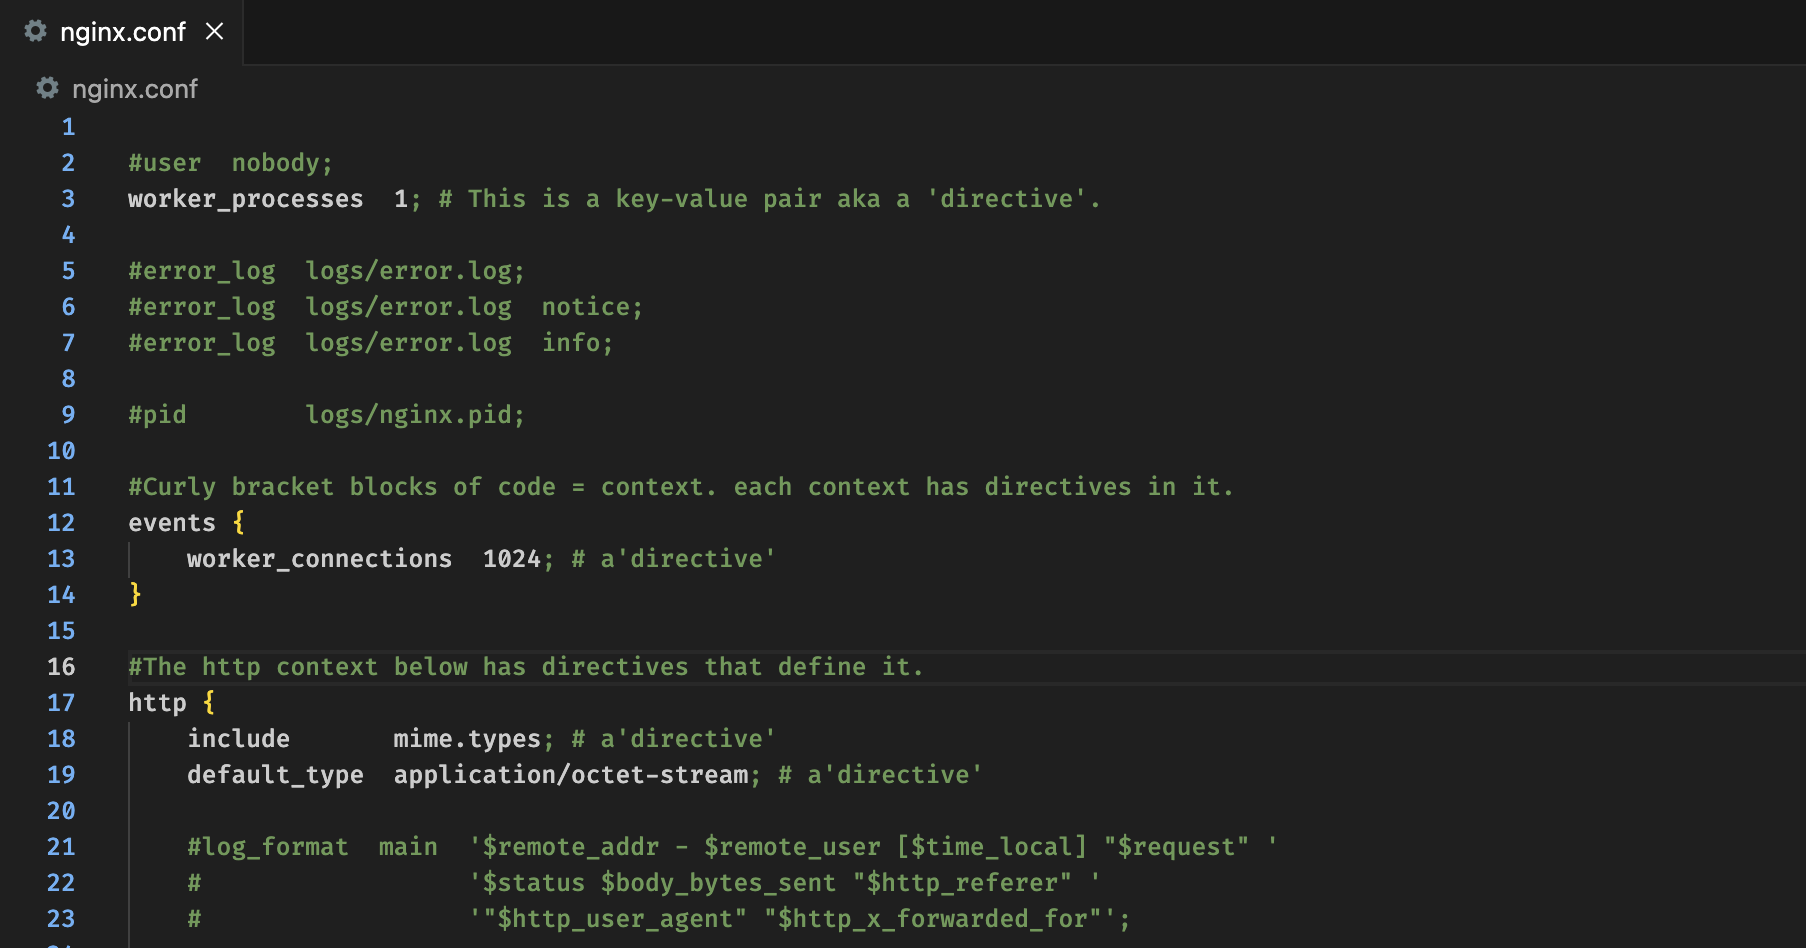 nginx.conf
nginx.conf
1
2 #user  nobody;
3 worker_processes  1; # This is a key-value pair aka a 'directive'.
4
5 #error_log  logs/error.log;
6 #error_log  logs/error.log  notice;
7 #error_log  logs/error.log  info;
8
9 #pid        logs/nginx.pid;
10
11 #Curly bracket blocks of code = context. each context has directives in it.
12 events {
13     worker_connections  1024; # a'directive'
14 }
15
16 #The http context below has directives that define it.
17 http {
18     include       mime.types; # a'directive'
19     default_type  application/octet-stream; # a'directive'
20
21     #log_format  main  '$remote_addr - $remote_user [$time_local] "$request" '
22     #                  '$status $body_bytes_sent "$http_referer" '
23     #                  '"$http_user_agent" "$http_x_forwarded_for"';